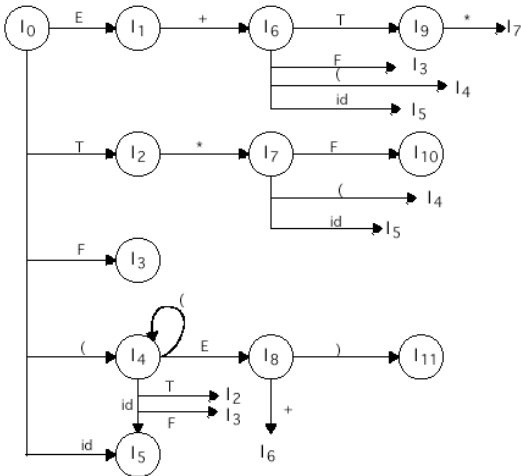 I0 E I1 + I6 T I9 * I7
F I3
( I4
id I5
T I2 * I7 F I10
( I4
id I5
F I3
(
( I4 E I8 ) I11
T I2
id I3
F
+
I6
id I5